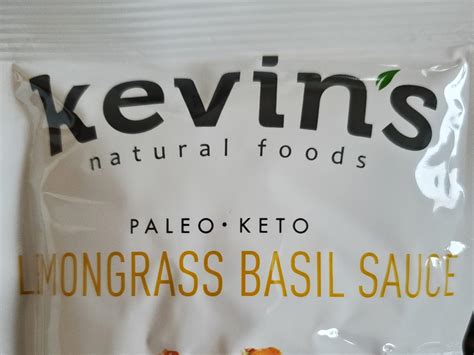 kevin's
natural foods
PALEO · KETO
LEMONGRASS BASIL SAUCE